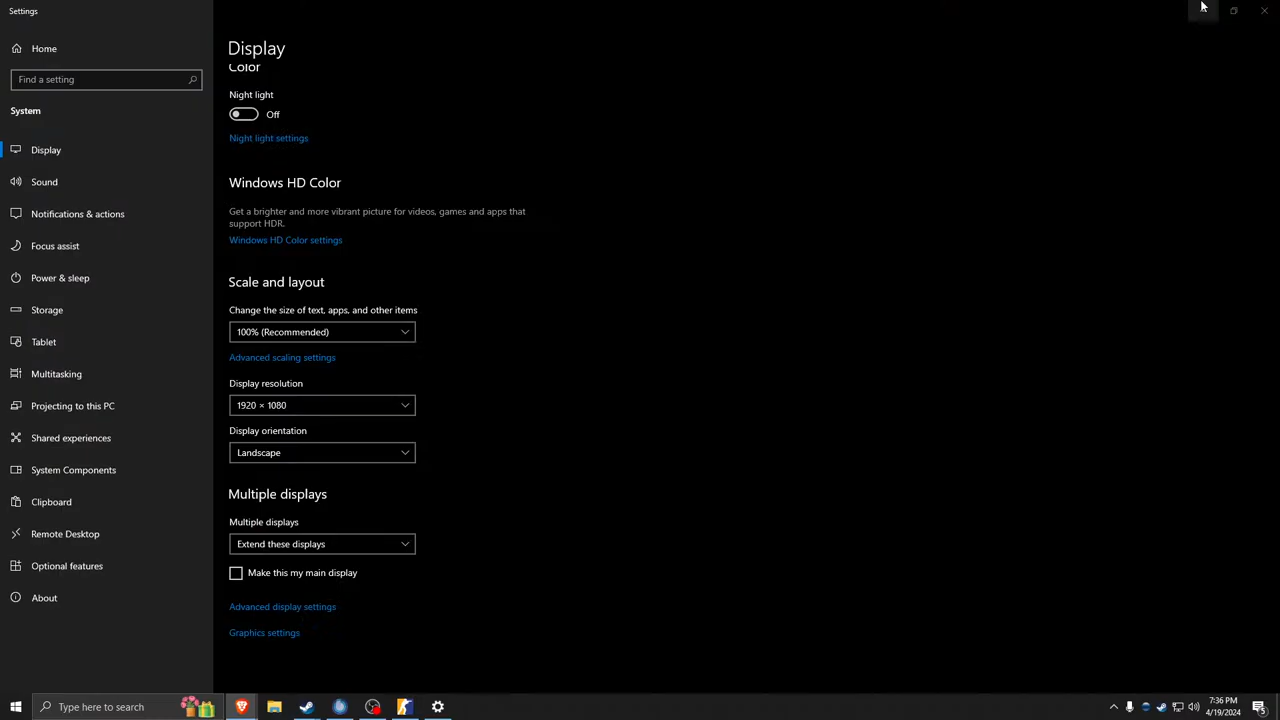 Settings
Home
Find a setting
System
Display
Sound
Notifications & actions
Focus assist
Power & sleep
Storage
Tablet
Multitasking
Projecting to this PC
Shared experiences
System Components
Clipboard
Remote Desktop
Optional features
About
Display
Color
Night light
Off
Night light settings
Windows HD Color
Get a brighter and more vibrant picture for videos, games and apps that
support HDR.
Windows HD Color settings
Scale and layout
Change the size of text, apps, and other items
100% (Recommended)
Advanced scaling settings
Display resolution
1920 × 1080
Display orientation
Landscape
Multiple displays
Multiple displays
Extend these displays
Make this my main display
Advanced display settings
Graphics settings
Type here to search
7:36 PM
4/19/2024